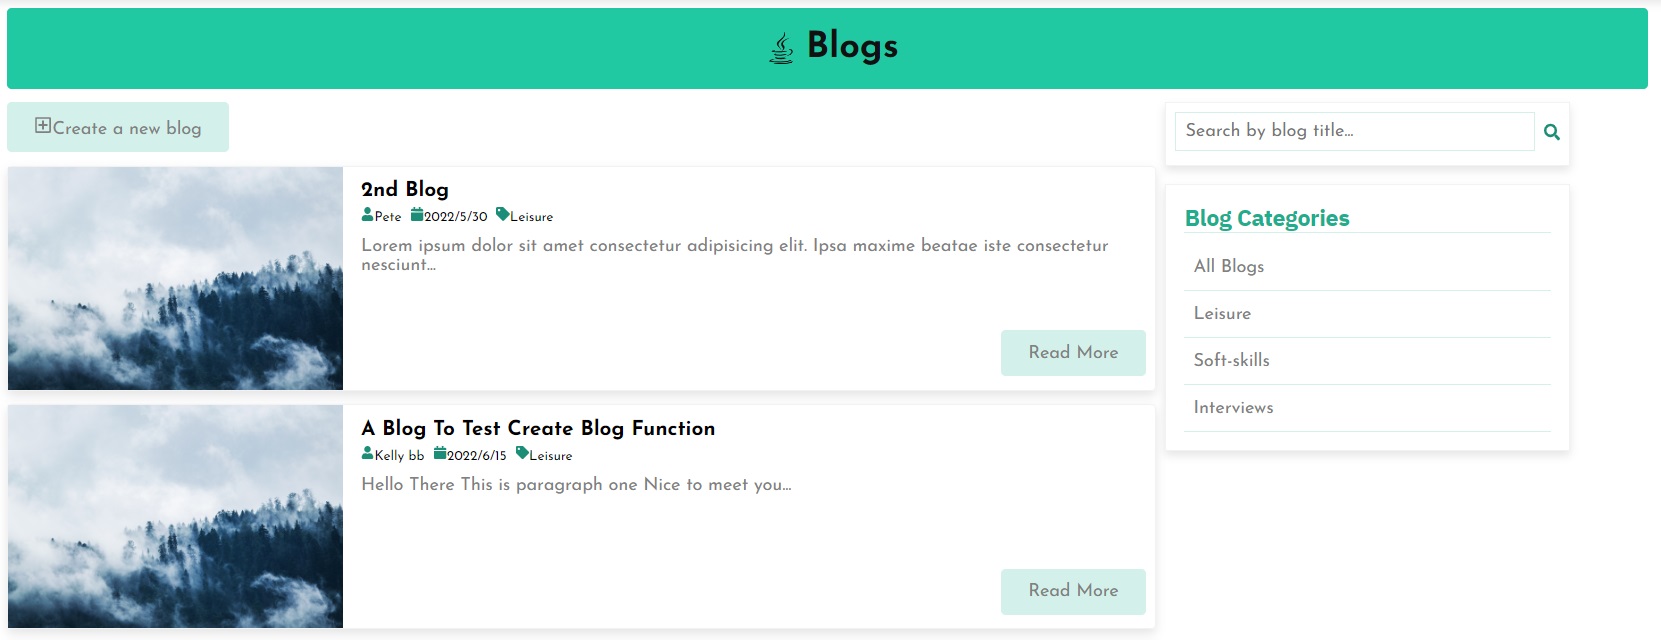 Blogs
Create a new blog
2nd Blog
Pete 2022/5/30 Leisure
Lorem ipsum dolor sit amet consectetur adipisicing elit. Ipsa maxime beatae iste consectetur
nesciunt...
Read More
A Blog To Test Create Blog Function
Kelly bb 2022/6/15 Leisure
Hello There This is paragraph one Nice to meet you...
Read More
Search by blog title...
Blog Categories
All Blogs
Leisure
Soft-skills
Interviews